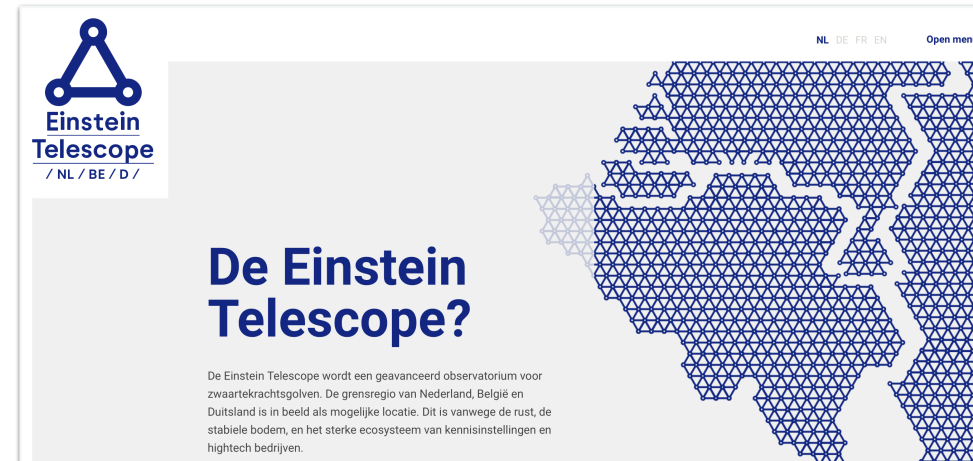 Einstein
Telescope
/ NL / BE / D /
NL DE FR EN
Open menu
De Einstein
Telescope?
De Einstein Telescope wordt een geavanceerd observatorium voor
zwaartekrachtsgolven. De grensregio van Nederland, België en
Duitsland is in beeld als mogelijke locatie. Dit is vanwege de rust, de
stabiele bodem, en het sterke ecosysteem van kennisinstellingen en
hightech bedrijven.